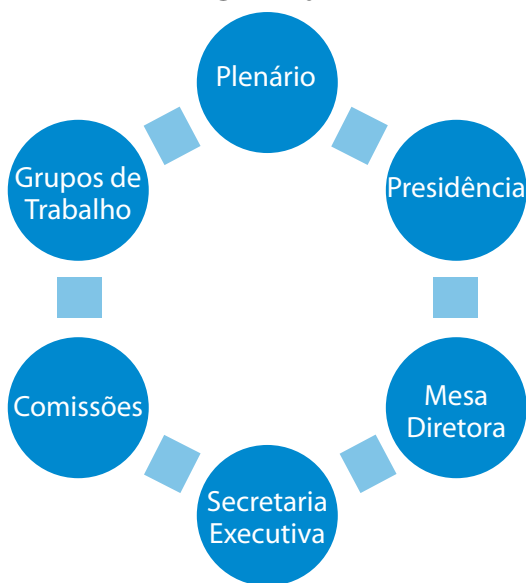 Plenário
Presidência
Mesa
Diretora
Secretaria
Executiva
Comissões
Grupos de
Trabalho